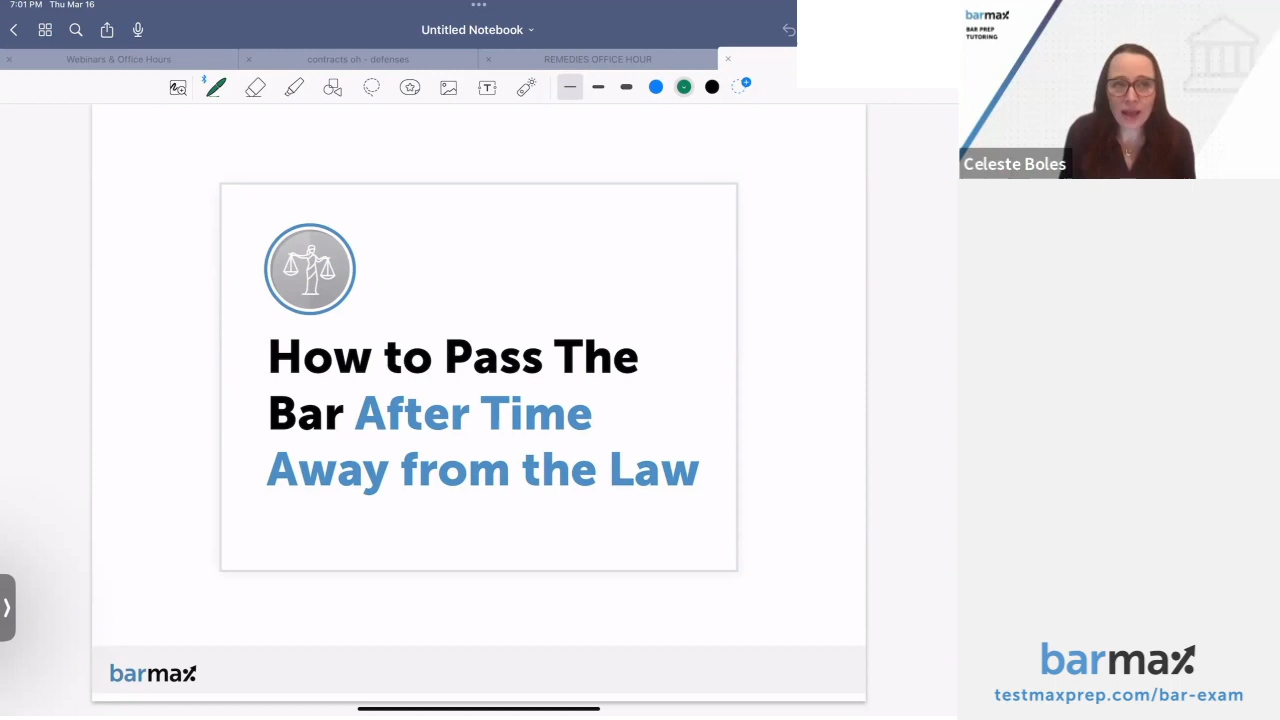 7:01 PM Thu Mar 16
Untitled Notebook
Webinars & Office Hours
contracts oh - defenses
REMEDIES OFFICE HOUR
How to Pass The
Bar After Time
Away from the Law
barmax
barmax
BAR PREP
TUTORING
Celeste Boles
barmax
testmaxprep.com/bar-exam